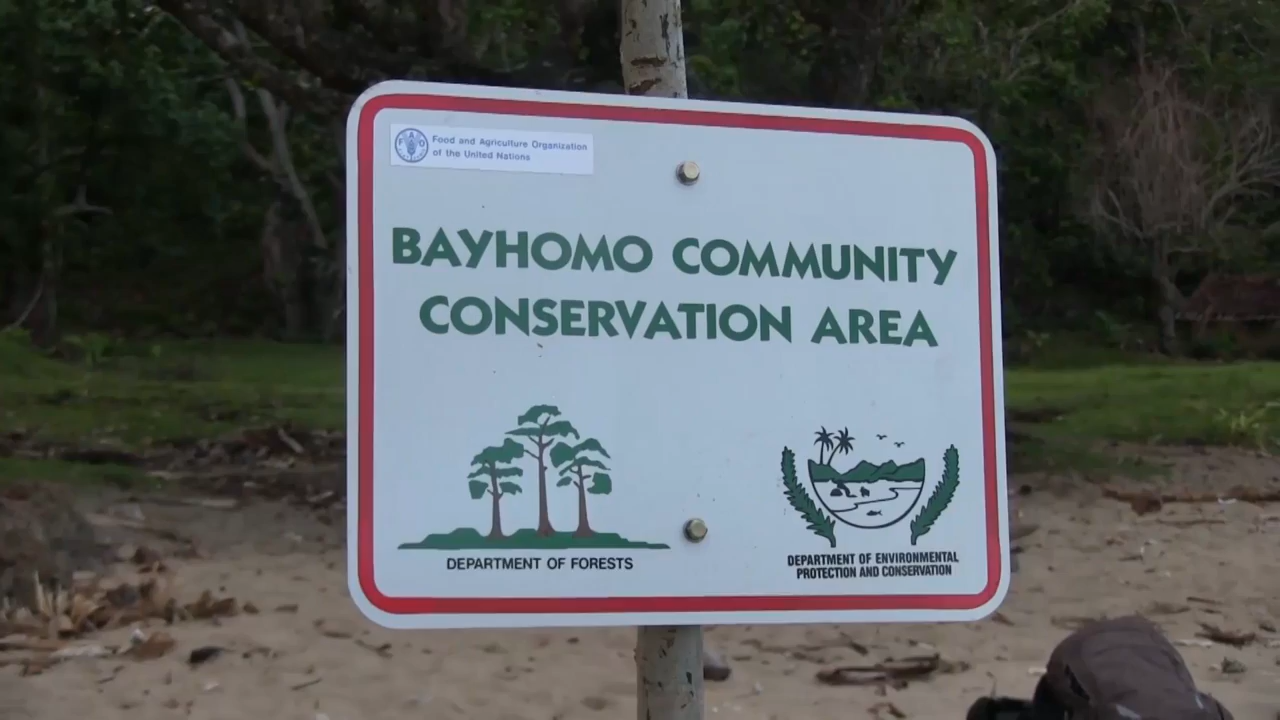 Food and Agriculture Organization
of the United Nations
BAYHOMO COMMUNITY
CONSERVATION AREA
DEPARTMENT OF FORESTS
DEPARTMENT OF ENVIRONMENTAL
PROTECTION AND CONSERVATION